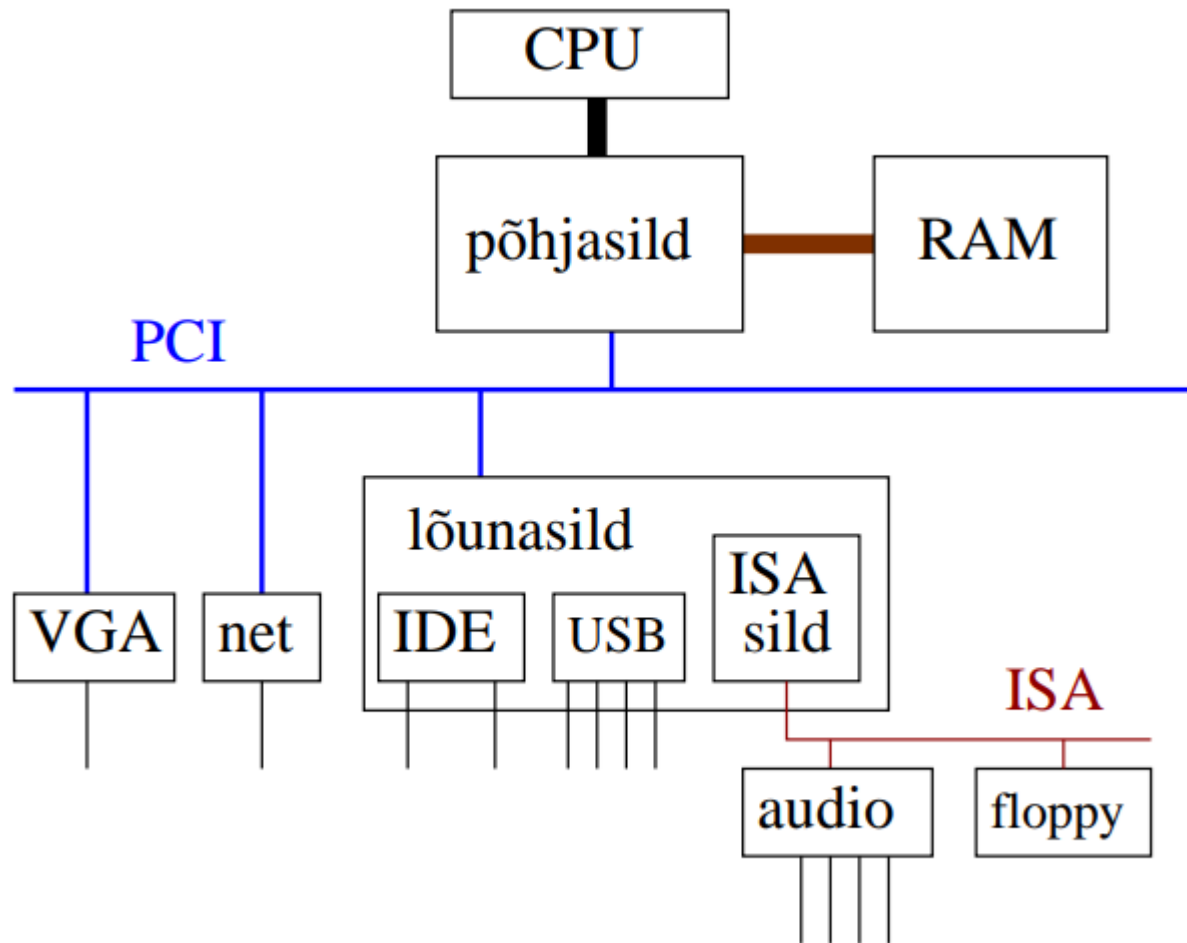 CPU
põhjasild
RAM
PCI
lõunasild
ISA
sild
VGA
net
IDE
USB
ISA
audio
floppy